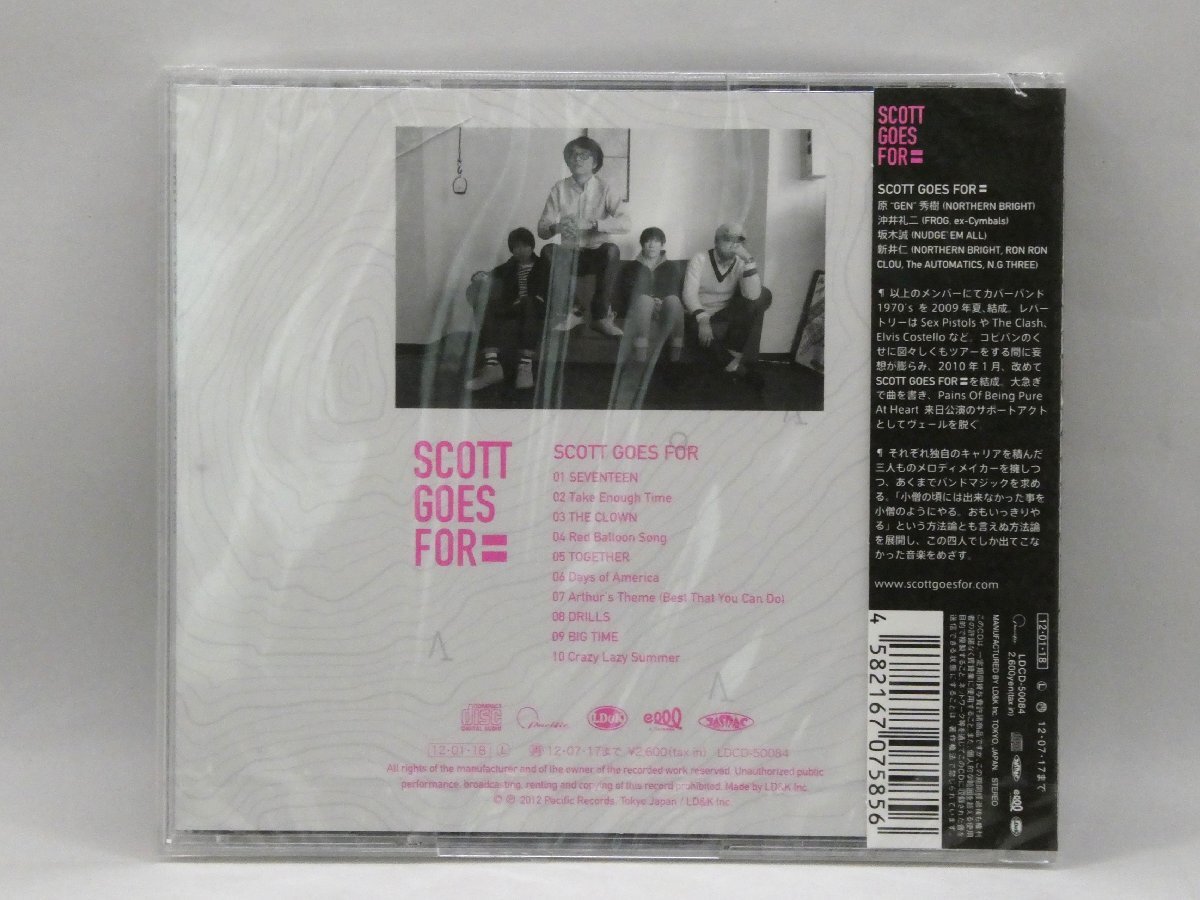 SCOTT
GOES
FOR=
SCOTT GOES FOR
01 SEVENTEEN
02 Take Enough Time
03 THE CLOWN
04 Red Balloon Song
05 TOGETHER
06 Days of America
07 Arthur's Theme (Best That You Can Do)
08 DRILLS
09 BIG TIME
10 Crazy Lazy Summer
COMPACT
DISC
DIGITAL AUDIO
LD&K
JASRAC
12・01・18 L 12・07・17まで ¥2,600(tax in) LDCD-50084
All rights of the manufacturer and of the owner of the recorded work reserved. Unauthorized public
performance, broadcasting, renting and copying of this record prohibited. Made by LD&K Inc.
© ℗ 2012 Pacific Records, Tokyo Japan / LD&K Inc.
SCOTT
GOES
FOR=
SCOTT GOES FOR=
原 "GEN" 秀樹 (NORTHERN BRIGHT)
沖井礼二 (FROG, ex-Cymbals)
坂木誠 (NUDGE'EM ALL)
新井仁 (NORTHERN BRIGHT, RON RON
CLOU, The AUTOMATICS, N.G.THREE)
¶ 以上のメンバーにてカバーバンド
1970's を 2009年夏、結成。レパー
トリーは Sex Pistols や The Clash、
Elvis Costello など。コピバンのく
せに図々しくもツアーをする間に妄
想が膨らみ、2010年1月、改めて
SCOTT GOES FOR=を結成。大急ぎ
で曲を書き、Pains Of Being Pure
At Heart 来日公演のサポートアクト
としてヴェールを脱ぐ。
¶ それぞれ独自のキャリアを積んだ
三人ものメロディメイカーを擁しつ
つ、あくまでバンドマジックを求め
る。「小僧の頃には出来なかった事を
小僧のようにやる。おもいっきりや
る」という方法論とも言えぬ方法論
を展開し、この四人でしか出てこな
かった音楽をめざす。
www.scottgoesfor.com
12・01・18 L 12・07・17まで
LDCD-50084
2,600yen(tax in)
MANUFACTURED BY LD&K Inc. TOKYO, JAPAN. STEREO
4 582167 075856